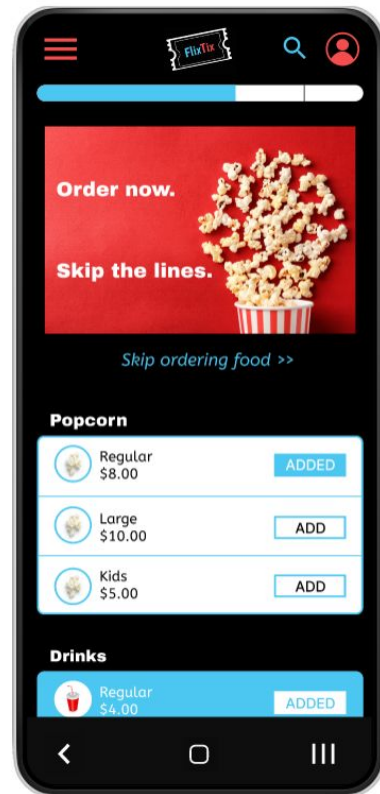 FlixTix
Order now.
Skip the lines.
Skip ordering food >>
Popcorn
Regular
$8.00
ADDED
Large
$10.00
ADD
Kids
$5.00
ADD
Drinks
Regular
$4.00
ADDED